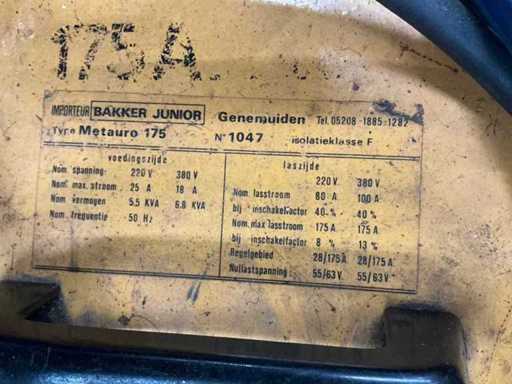 175A
IMPORTEUR BAKKER JUNIOR Genemuiden Tel. 05208-1885-1282
Type Metauro 175 Nº 1047 isolatieklasse F
voedingszijde
220 V 380 V
Nom spanning
Nom max. stroom 25 A 18 A
Nom vermogen 5.5 KVA 6.8 KVA
Nom frequentie 50 Hz
laszijde
220 V 380 V
Nom lasstroom 80 A 100 A
bij inschakelfactor 40 % 40 %
Nom. max lasstroom 175 A 175 A
bij inschakelfactor 8 % 13 %
Regelgebied 28/175 A 28/175 A
Nullastspanning 55/63 V 55/63 V